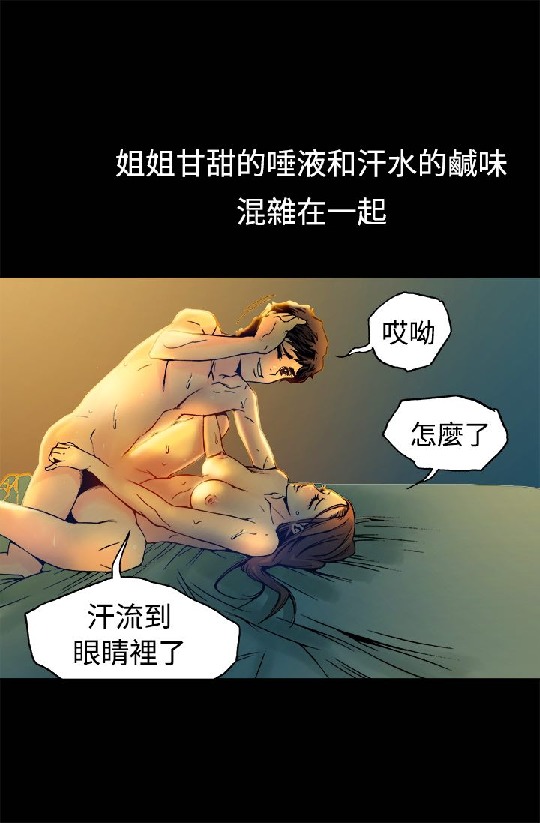 姐姐甘甜的唾液和汗水的鹹味
混雜在一起
哎呦
怎麼了
汗流到
眼睛裡了